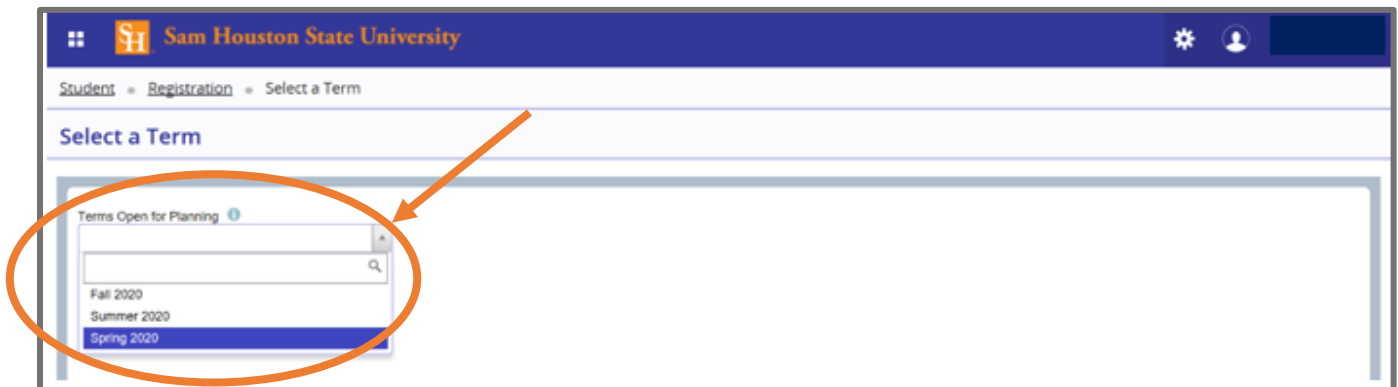 SH Sam Houston State University
Student • Registration • Select a Term
Select a Term
Terms Open for Planning
Fall 2020
Summer 2020
Spring 2020